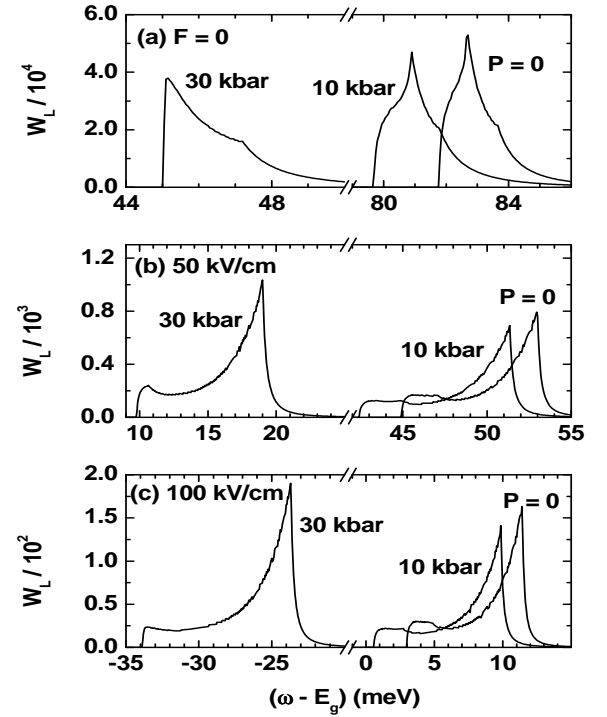 (a) F = 0
30 kbar
10 kbar
P = 0
W_L / 10^4
6.0
4.0
2.0
0.0
44
48
80
84
(b) 50 kV/cm
30 kbar
10 kbar
P = 0
W_L / 10^3
1.2
0.8
0.4
0.0
10
15
20
45
50
55
(c) 100 kV/cm
30 kbar
10 kbar
P = 0
W_L / 10^2
2.0
1.5
1.0
0.5
0.0
-35
-30
-25
0
5
10
(ω - E_g) (meV)